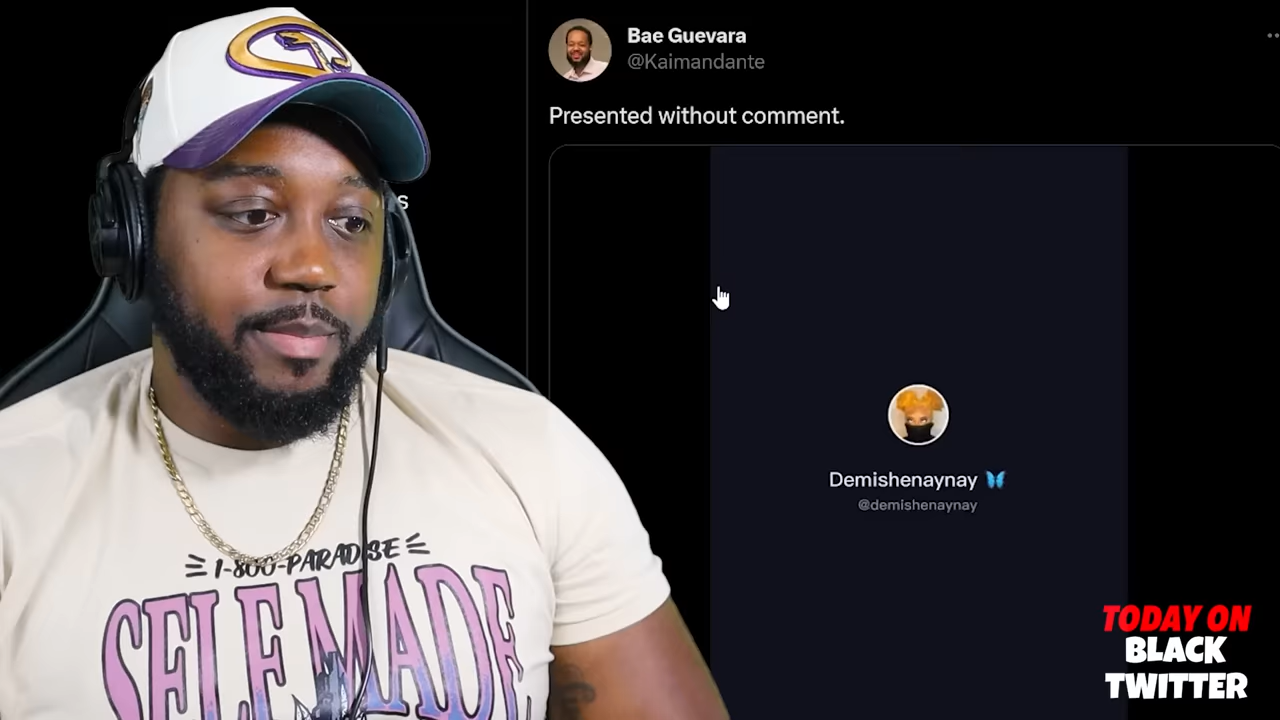 Bae Guevara
@Kaimandante
Presented without comment.
s
Demishenaynay 🦋
@demishenaynay
1-800-PARADISE
SELF MADE
TODAY ON
BLACK
TWITTER